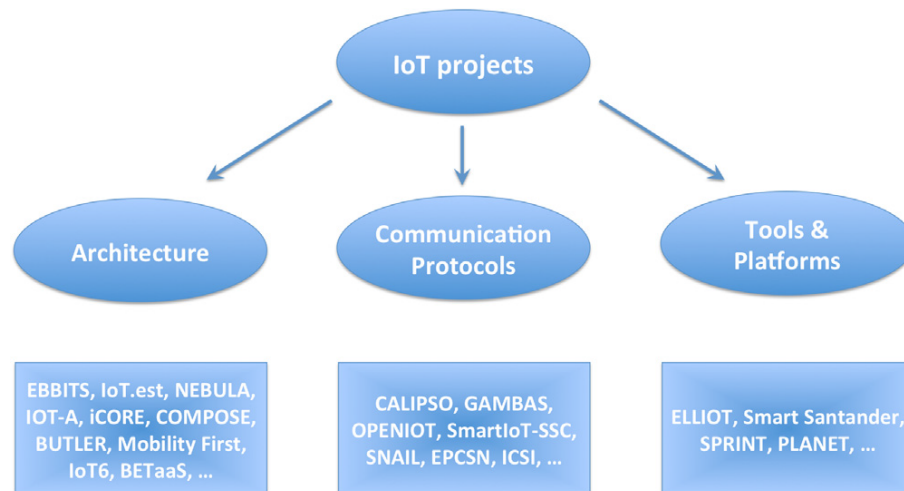 IoT projects
Architecture
Communication
Protocols
Tools &
Platforms
EBBITS, IoT.est, NEBULA,
IOT-A, iCORE, COMPOSE,
BUTLER, Mobility First,
IoT6, BETaaS, ...
CALIPSO, GAMBAS,
OPENIOT, SmartIoT-SSC,
SNAIL, EPCSN, ICSI, ...
ELLIOT, Smart Santander,
SPRINT, PLANET, ...